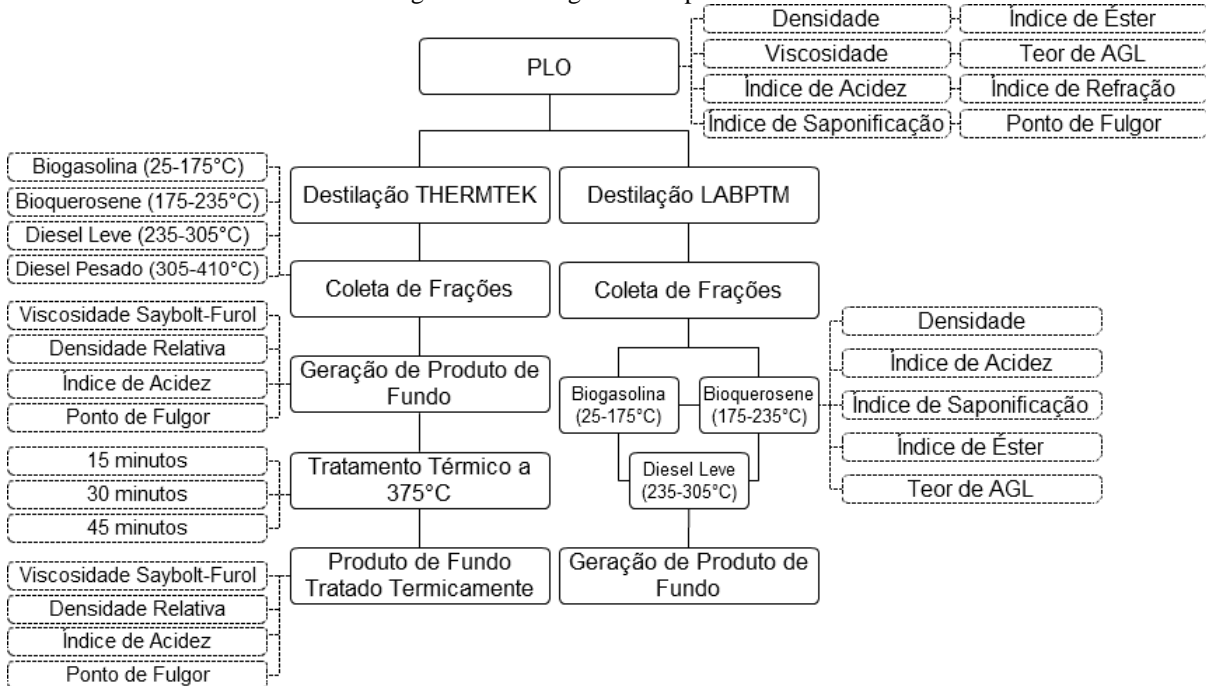 Densidade
Índice de Éster
Viscosidade
Teor de AGL
PLO
Índice de Acidez
Índice de Refração
Índice de Saponificação
Ponto de Fulgor
Biogasolina (25-175°C)
Bioquerosene (175-235°C)
Diesel Leve (235-305°C)
Diesel Pesado (305-410°C)
Destilação THERMTEK
Destilação LABPTM
Coleta de Frações
Coleta de Frações
Viscosidade Saybolt-Furol
Densidade Relativa
Índice de Acidez
Ponto de Fulgor
Geração de Produto de
Fundo
Biogasolina
(25-175°C)
Bioquerosene
(175-235°C)
Diesel Leve
(235-305°C)
Densidade
Índice de Acidez
Índice de Saponificação
Índice de Éster
Teor de AGL
15 minutos
30 minutos
45 minutos
Tratamento Térmico a
375°C
Produto de Fundo
Tratado Termicamente
Geração de Produto de
Fundo
Viscosidade Saybolt-Furol
Densidade Relativa
Índice de Acidez
Ponto de Fulgor